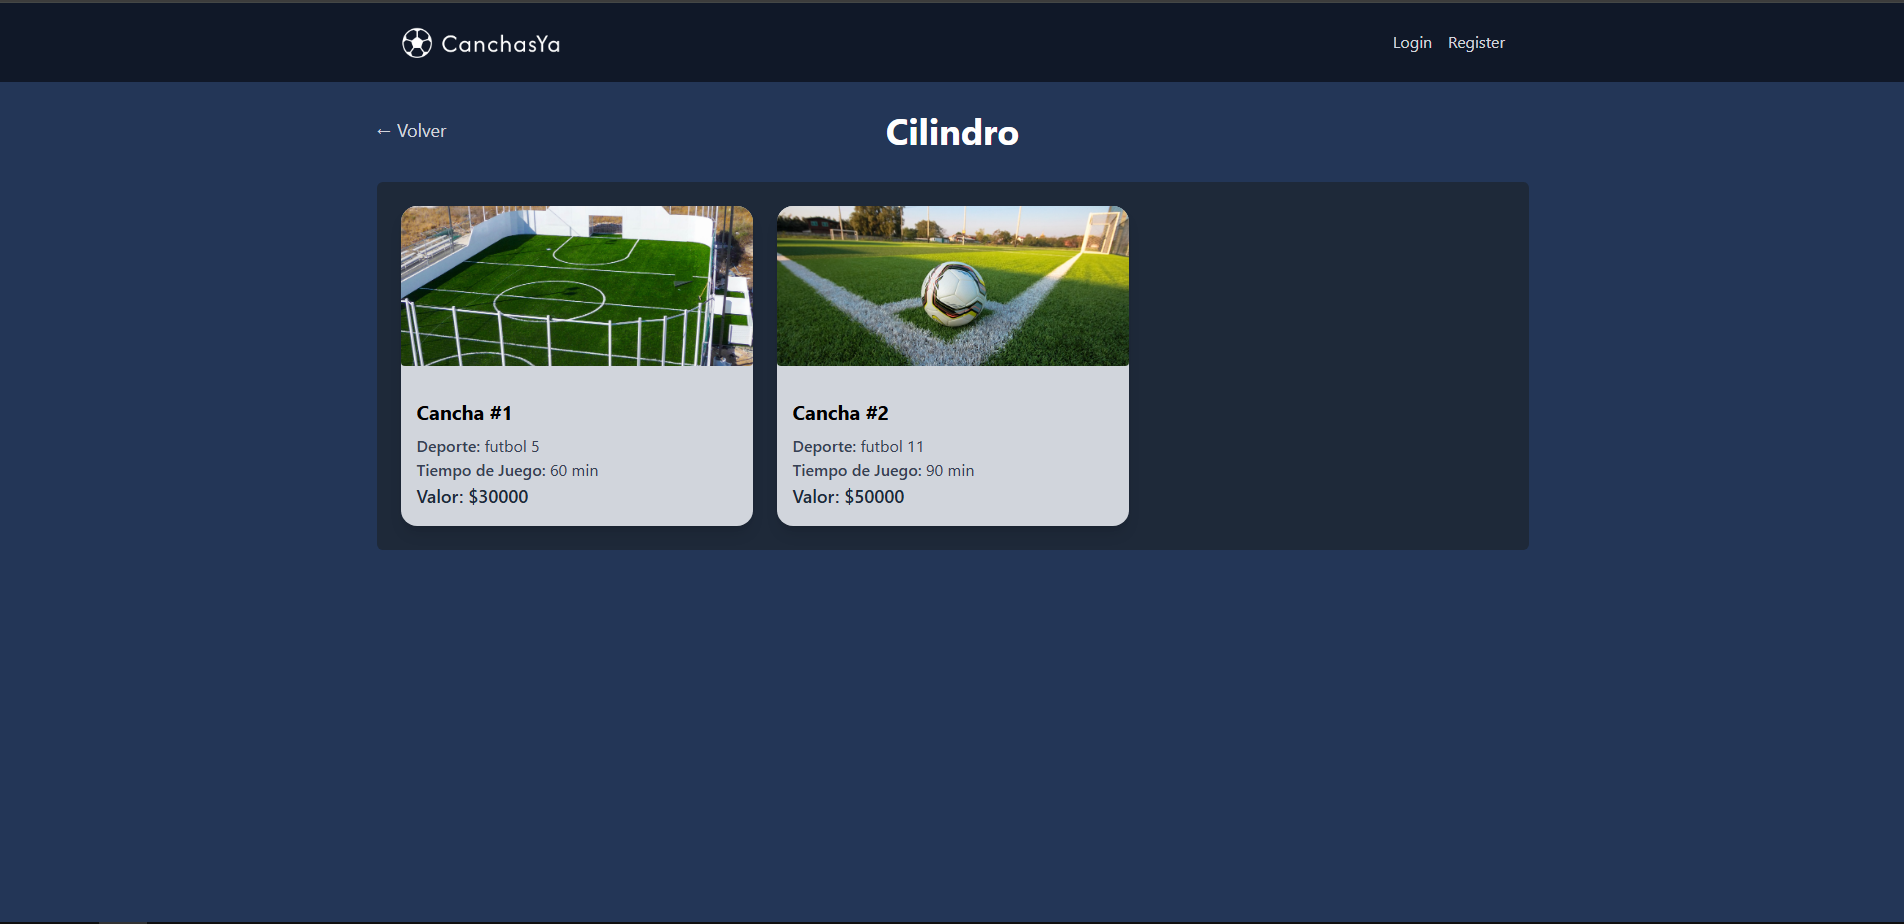 CanchasYa
Login Register
← Volver
Cilindro
Cancha #1
Deporte: futbol 5
Tiempo de Juego: 60 min
Valor: $30000
Cancha #2
Deporte: futbol 11
Tiempo de Juego: 90 min
Valor: $50000